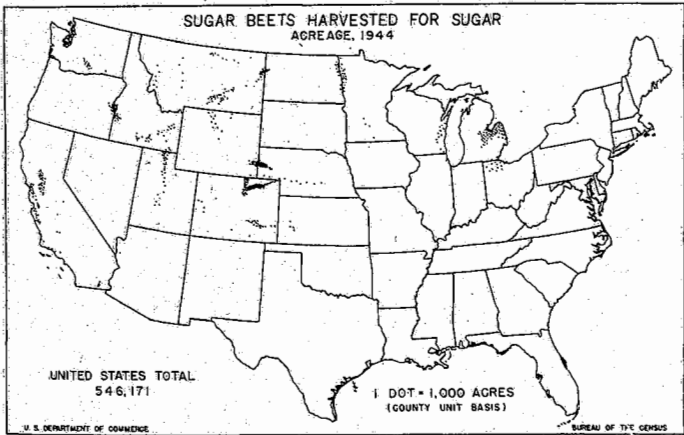 SUGAR BEETS HARVESTED FOR SUGAR
ACREAGE, 1944
UNITED STATES TOTAL
546,171
1 DOT = 1,000 ACRES
(COUNTY UNIT BASIS)
U. S. DEPARTMENT OF COMMERCE
BUREAU OF THE CENSUS